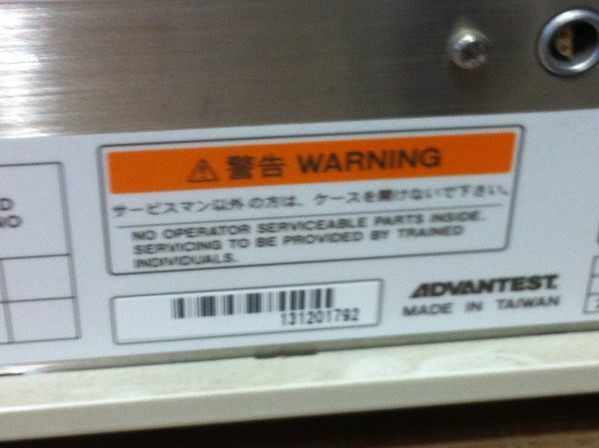 D
NO
警告 WARNING
サービスマン以外の方は、ケースを開けないで下さい。
NO OPERATOR SERVICEABLE PARTS INSIDE.
SERVICING TO BE PROVIDED BY TRAINED
INDIVIDUALS.
131201792
ADVANTEST.
MADE IN TAIWAN